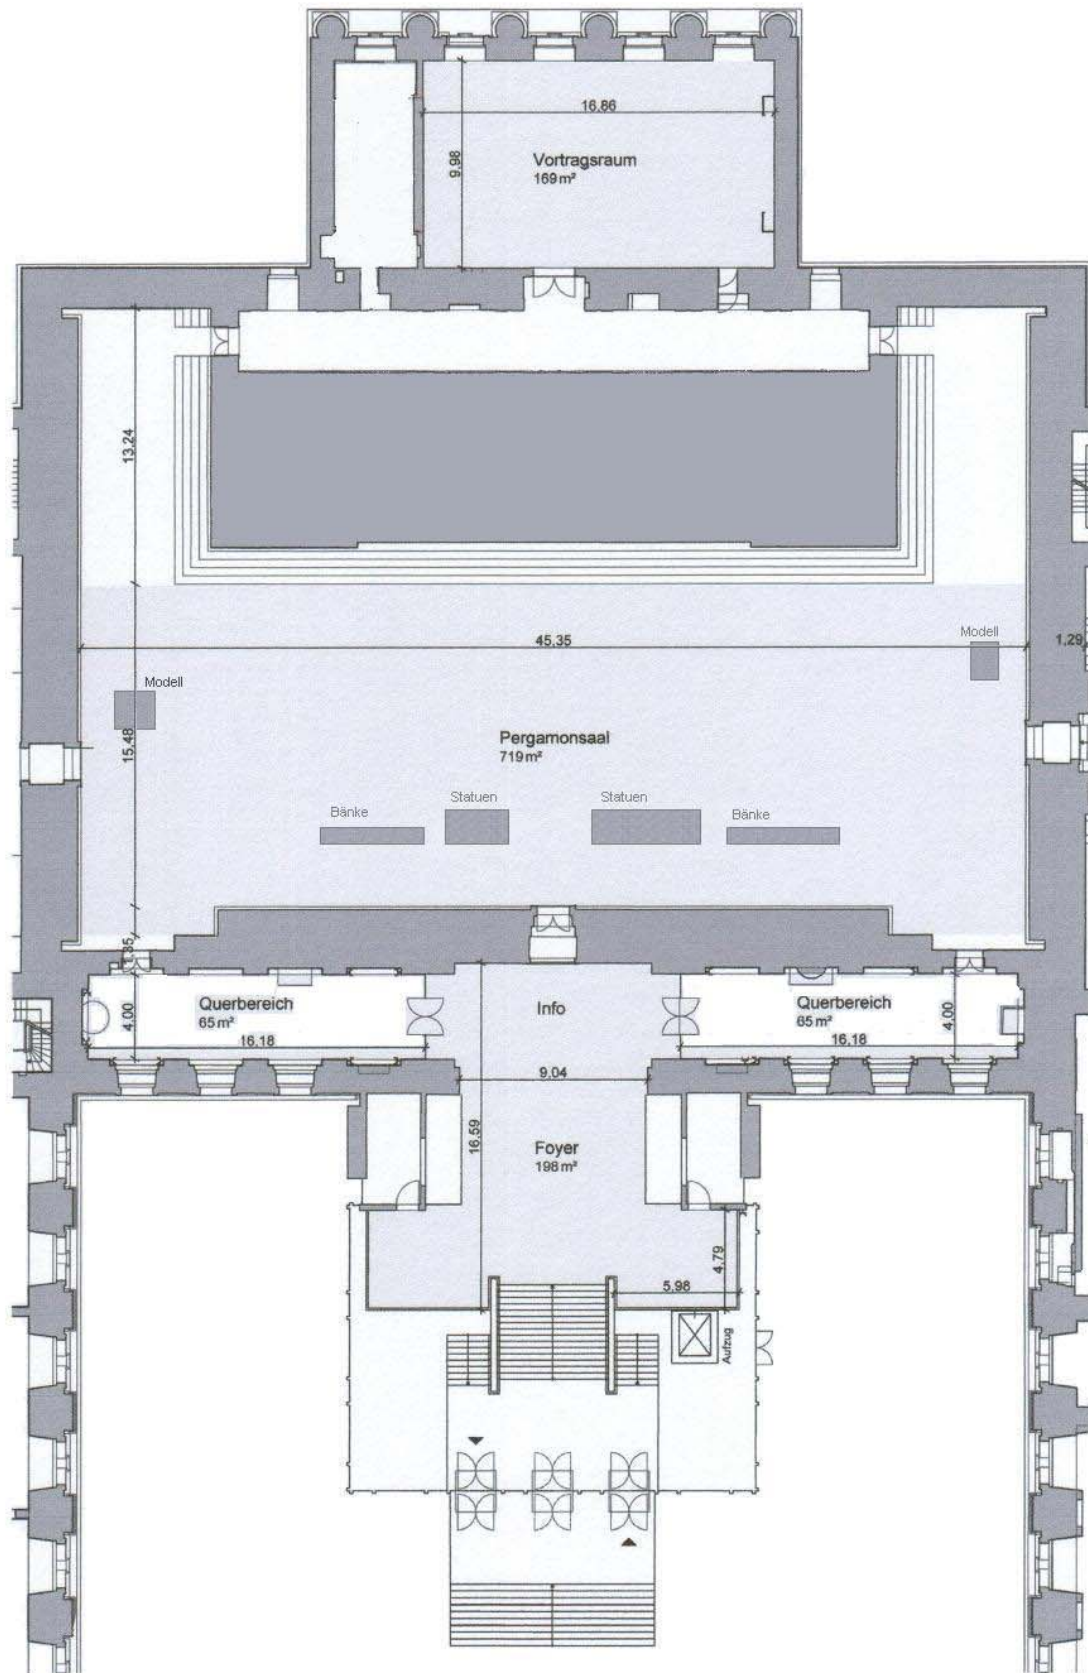 16,86
9,98
Vortragsraum
169 m²
13,24
45,35
Modell
1,29
Modell
15,48
Pergamonsaal
719 m²
Statuen
Statuen
Bänke
Bänke
4,00
Querbereich
65 m²
16,18
Info
Querbereich
65 m²
4,00
16,18
9,04
16,59
Foyer
198 m²
4,79
5,98
Aufzug